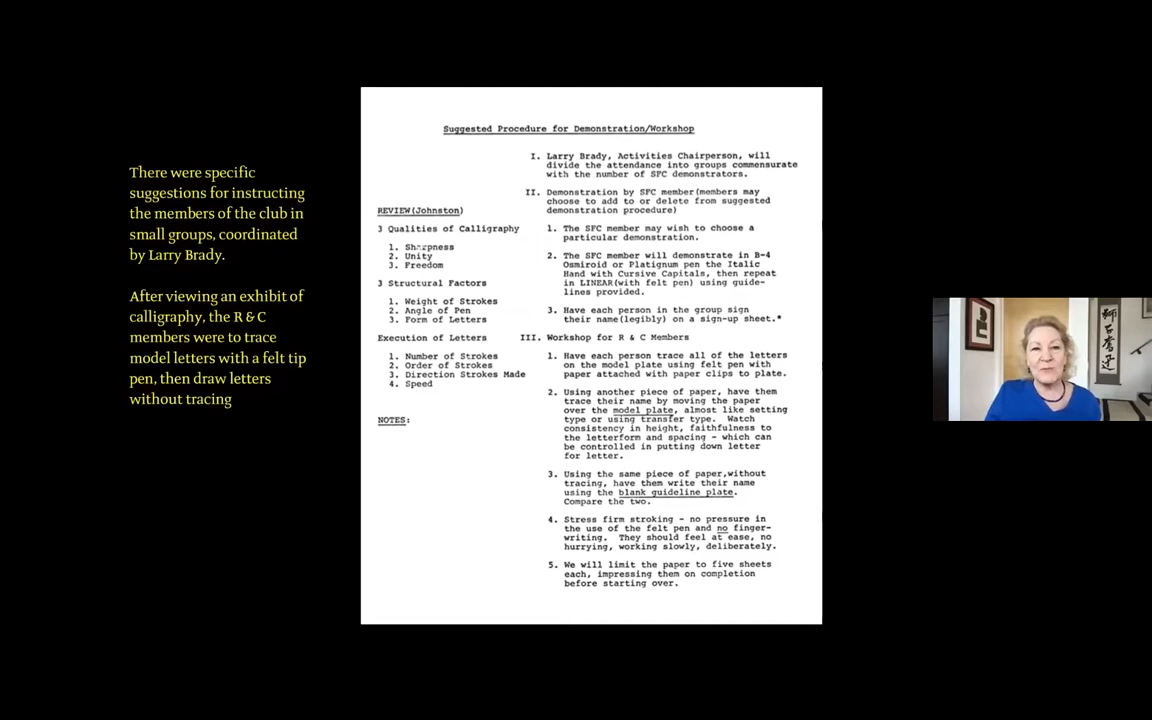 There were specific
suggestions for instructing
the members of the club in
small groups, coordinated
by Larry Brady.
After viewing an exhibit of
calligraphy, the R & C
members were to trace
model letters with a felt tip
pen, then draw letters
without tracing
Suggested Procedure for Demonstration/Workshop
REVIEW(Johnston)
3 Qualities of Calligraphy
1. Sharpness
2. Unity
3. Freedom
3 Structural Factors
1. Weight of Strokes
2. Angle of Pen
3. Form of Letters
Execution of Letters
1. Number of Strokes
2. Order of Strokes
3. Direction Strokes Made
4. Speed
NOTES:
I. Larry Brady, Activities Chairperson, will
divide the attendance into groups commensurate
with the number of SFC demonstrators.
II. Demonstration by SFC member(members may
choose to add to or delete from suggested
demonstration procedure)
1. The SFC member may wish to choose a
particular demonstration.
2. The SFC member will demonstrate in B-4
Osmiroid or Platignum pen the Italic
Hand with Cursive Capitals, then repeat
in LINEAR(with felt pen) using guide-
lines provided.
3. Have each person in the group sign
their name(legibly) on a sign-up sheet.*
III. Workshop for R & C Members
1. Have each person trace all of the letters
on the model plate using felt pen with
paper attached with paper clips to plate.
2. Using another piece of paper, have them
trace their name by moving the paper
over the model plate, almost like setting
type or using transfer type. Watch
consistency in height, faithfulness to
the letterform and spacing - which can
be controlled in putting down letter
for letter.
3. Using the same piece of paper,without
tracing, have them write their name
using the blank guideline plate.
Compare the two.
4. Stress firm stroking - no pressure in
the use of the felt pen and no finger-
writing. They should feel at ease, no
hurrying, working slowly, deliberately.
5. We will limit the paper to five sheets
each, impressing them on completion
before starting over.